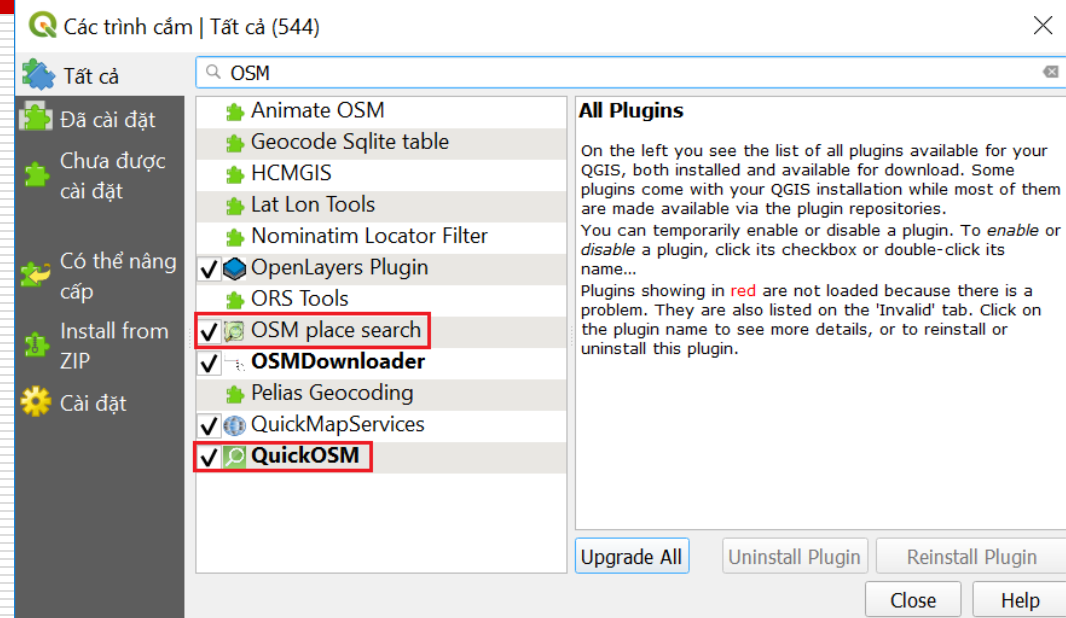 Các trình cắm | Tất cả (544)
Tất cả
Đã cài đặt
Chưa được
cài đặt
Có thể nâng
cấp
Install from
ZIP
Cài đặt
OSM
Animate OSM
Geocode Sqlite table
HCMGIS
Lat Lon Tools
Nominatim Locator Filter
OpenLayers Plugin
ORS Tools
OSM place search
OSMDownloader
Pelias Geocoding
QuickMapServices
QuickOSM
All Plugins
On the left you see the list of all plugins available for your
QGIS, both installed and available for download. Some
plugins come with your QGIS installation while most of them
are made available via the plugin repositories.
You can temporarily enable or disable a plugin. To enable or
disable a plugin, click its checkbox or double-click its
name...
Plugins showing in red are not loaded because there is a
problem. They are also listed on the 'Invalid' tab. Click on
the plugin name to see more details, or to reinstall or
uninstall this plugin.
Upgrade All
Uninstall Plugin
Reinstall Plugin
Close
Help